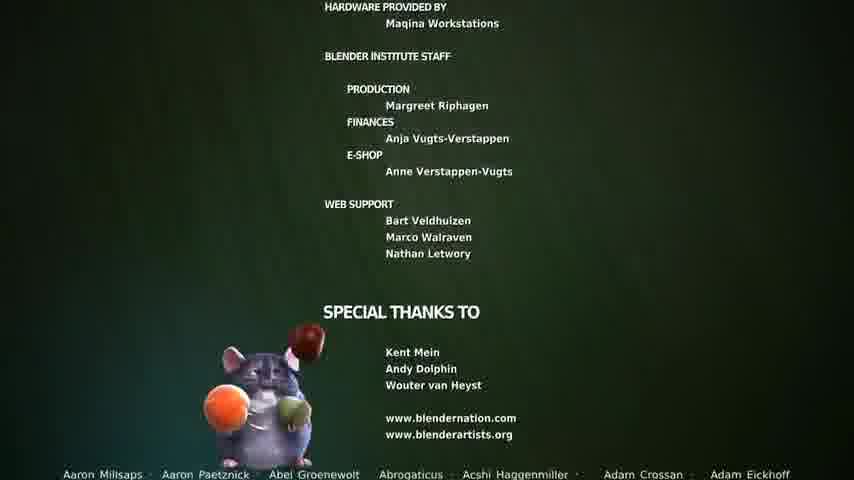 HARDWARE PROVIDED BY
Maqina Workstations
BLENDER INSTITUTE STAFF
PRODUCTION
Margreet Riphagen
FINANCES
Anja Vugts-Verstappen
E-SHOP
Anne Verstappen-Vugts
WEB SUPPORT
Bart Veldhuizen
Marco Walraven
Nathan Letwory
SPECIAL THANKS TO
Kent Mein
Andy Dolphin
Wouter van Heyst
www.blendernation.com
www.blenderartists.org
Aaron Millsaps · Aaron Paetznick · Abel Groenewolt Abrogaticus · Acshi Haggenmiller · Adam Crossan · Adam Eickhoff